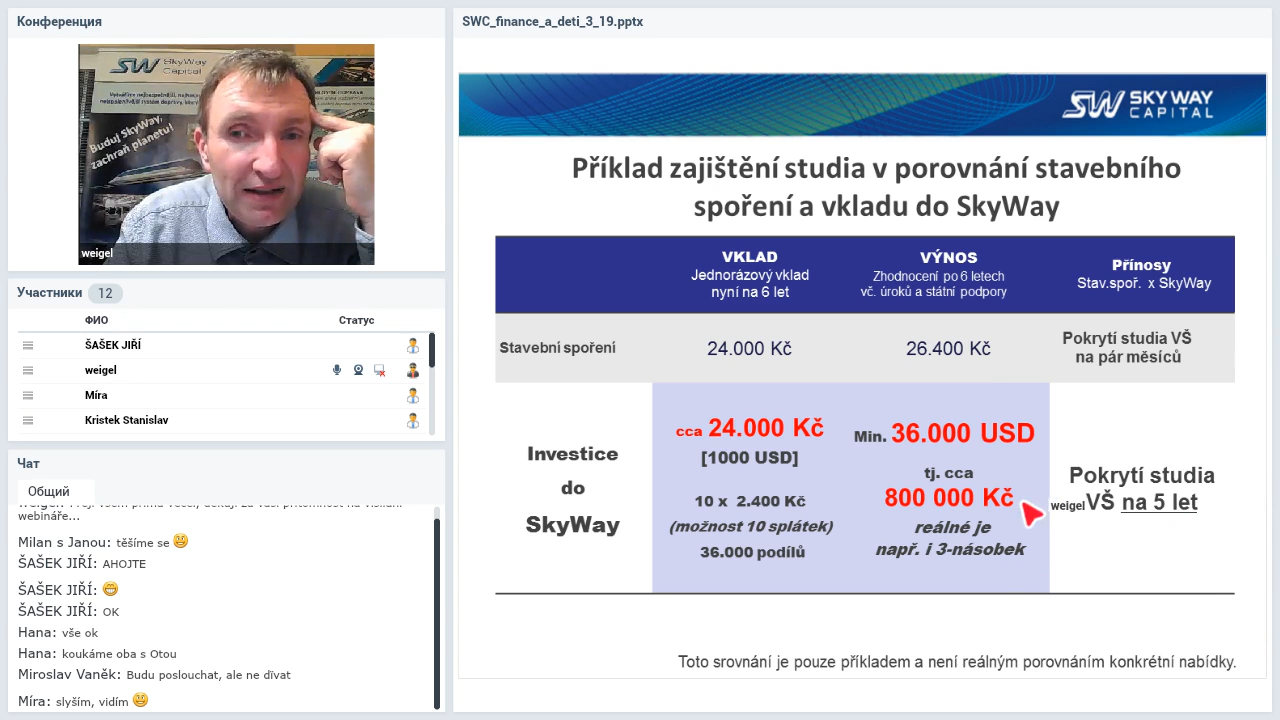 Конференция
SW SkyWay
Capital
Buduj SkyWay,
zachraň planetu!
weigel
Участники 12
ФИО Статус
ŠAŠEK JIŘÍ
weigel
Míra
Kristek Stanislav
Чат
Общий
webináře...
Milan s Janou: těšíme se
ŠAŠEK JIŘÍ: AHOJTE
ŠAŠEK JIŘÍ:
ŠAŠEK JIŘÍ: OK
Hana: vše ok
Hana: koukáme oba s Otou
Miroslav Vaněk: Budu poslouchat, ale ne dívat
Míra: slyším, vidím
SWC_finance_a_deti_3_19.pptx
SW SKY WAY
CAPITAL
Příklad zajištění studia v porovnání stavebního
spoření a vkladu do SkyWay
VKLAD
Jednorázový vklad
nyní na 6 let
VÝNOS
Zhodnocení po 6 letech
vč. úroků a státní podpory
Přínosy
Stav.spoř. x SkyWay
Stavební spoření
24.000 Kč
26.400 Kč
Pokrytí studia VŠ
na pár měsíců
Investice
do
SkyWay
cca 24.000 Kč
[1000 USD]
10 x 2.400 Kč
(možnost 10 splátek)
36.000 podílů
Min. 36.000 USD
tj. cca
800 000 Kč
reálné je
např. i 3-násobek
Pokrytí studia
VŠ na 5 let
weigel
Toto srovnání je pouze příkladem a není reálným porovnáním konkrétní nabídky.